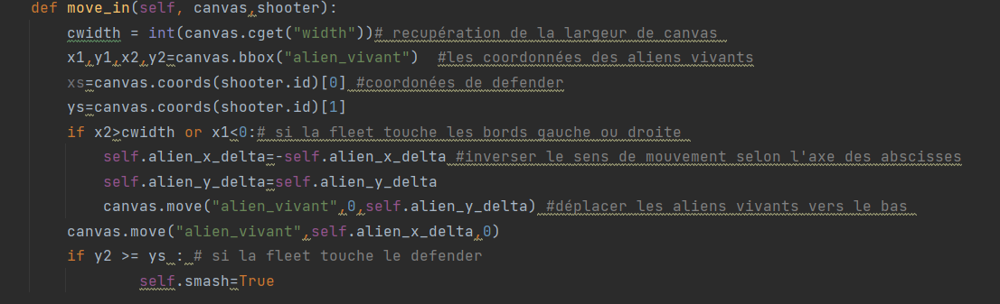 def move_in(self, canvas,shooter):
cwidth = int(canvas.cget("width"))# recupération de la largeur de canvas
x1,y1,x2,y2=canvas.bbox("alien_vivant")  #les coordonnées des aliens vivants
xs=canvas.coords(shooter.id)[0] #coordonées de defender
ys=canvas.coords(shooter.id)[1]
if x2>cwidth or x1<0:# si la fleet touche les bords gauche ou droite
self.alien_x_delta=-self.alien_x_delta #inverser le sens de mouvement selon l'axe des abscisses
self.alien_y_delta=self.alien_y_delta
canvas.move("alien_vivant",0,self.alien_y_delta) #déplacer les aliens vivants vers le bas
canvas.move("alien_vivant",self.alien_x_delta,0)
if y2 >= ys : # si la fleet touche le defender
self.smash=True